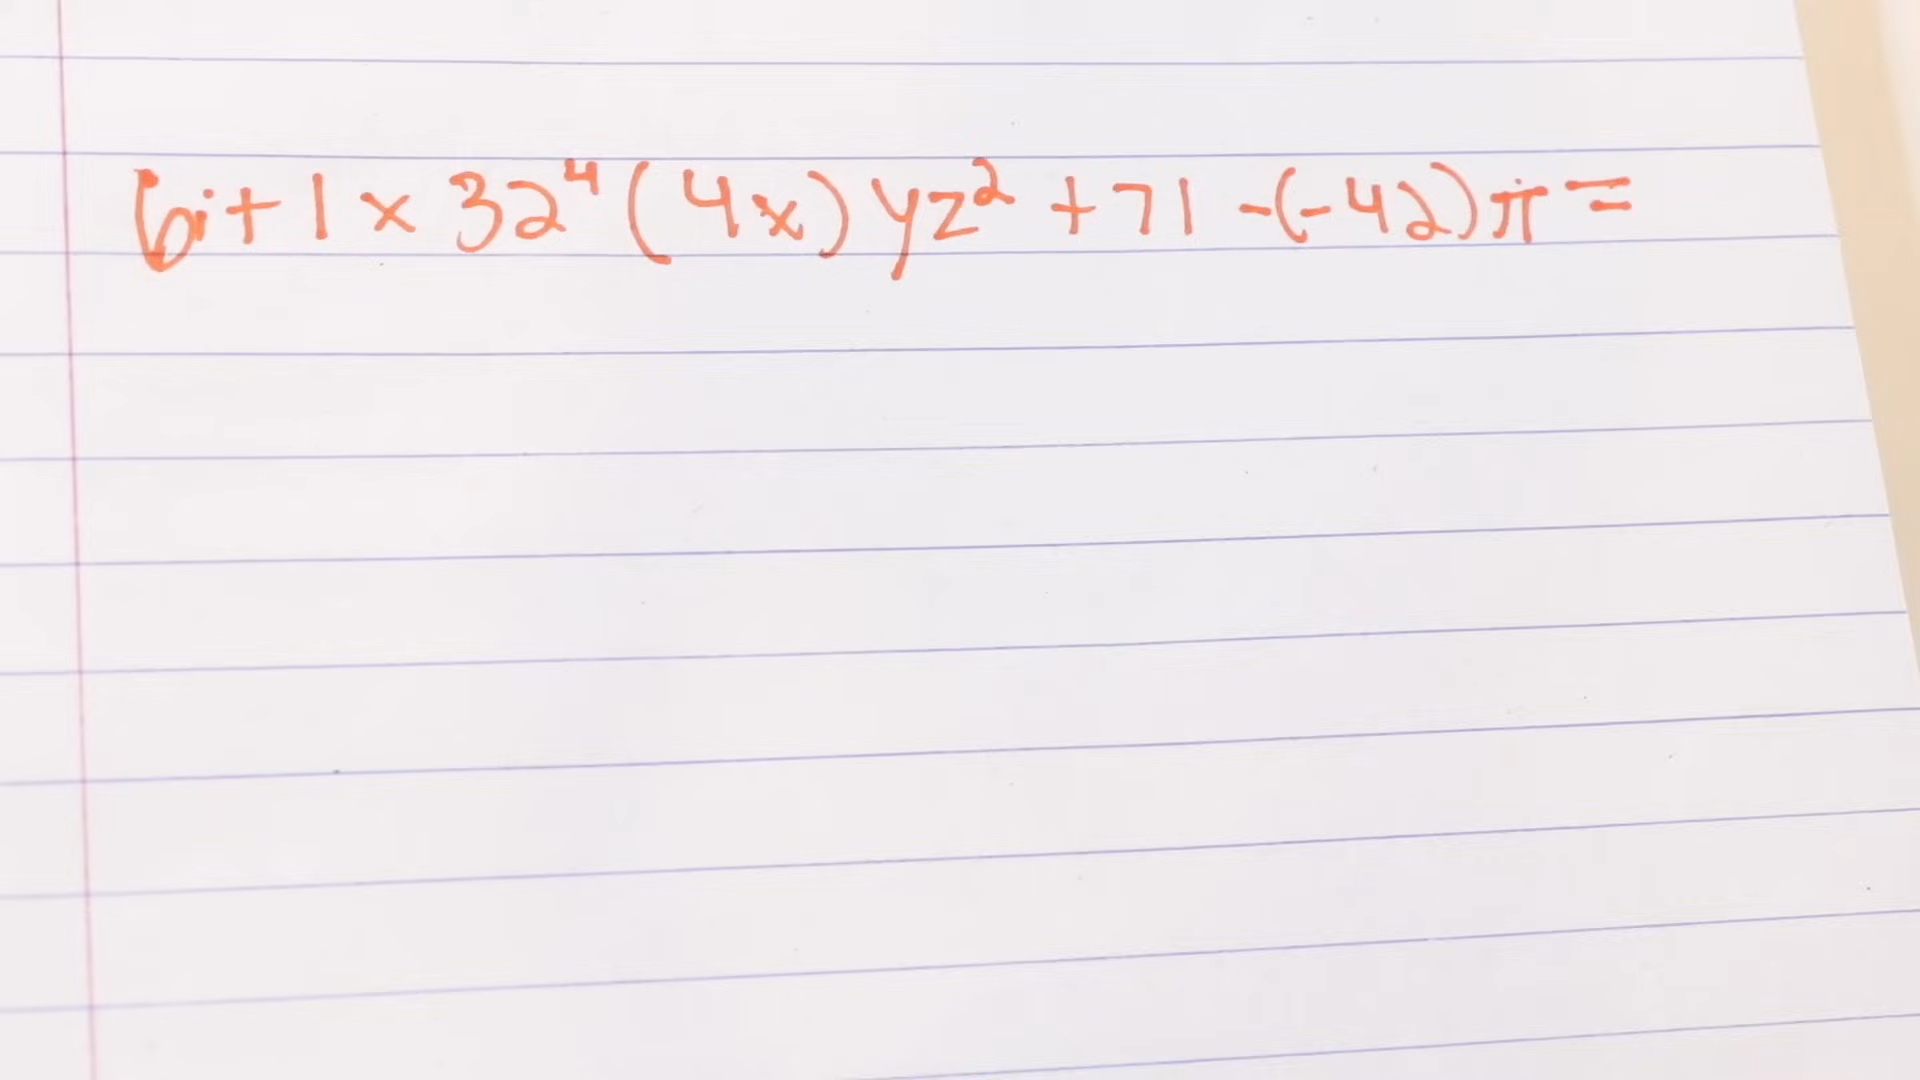 6i+1 x 32⁴(4x)yz²+71-(-42)π=